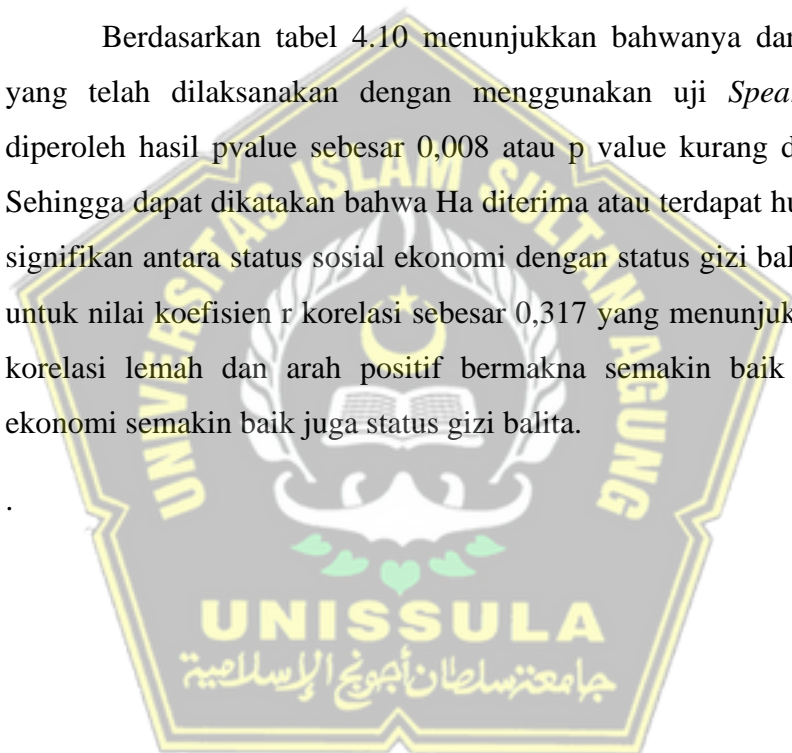 Berdasarkan tabel 4.10 menunjukkan bahwanya dar
yang telah dilaksanakan dengan menggunakan uji Spea
diperoleh hasil pvalue sebesar 0,008 atau p value kurang d
Sehingga dapat dikatakan bahwa Ha diterima atau terdapat hu
signifikan antara status sosial ekonomi dengan status gizi bal
untuk nilai koefisien r korelasi sebesar 0,317 yang menunjuk
korelasi lemah dan arah positif bermakna semakin baik
ekonomi semakin baik juga status gizi balita.
.
UNIVERSITAS ISLAM SULTAN AGUNG
UNISSULA
جامعة سلطان أجونج الإسلامية